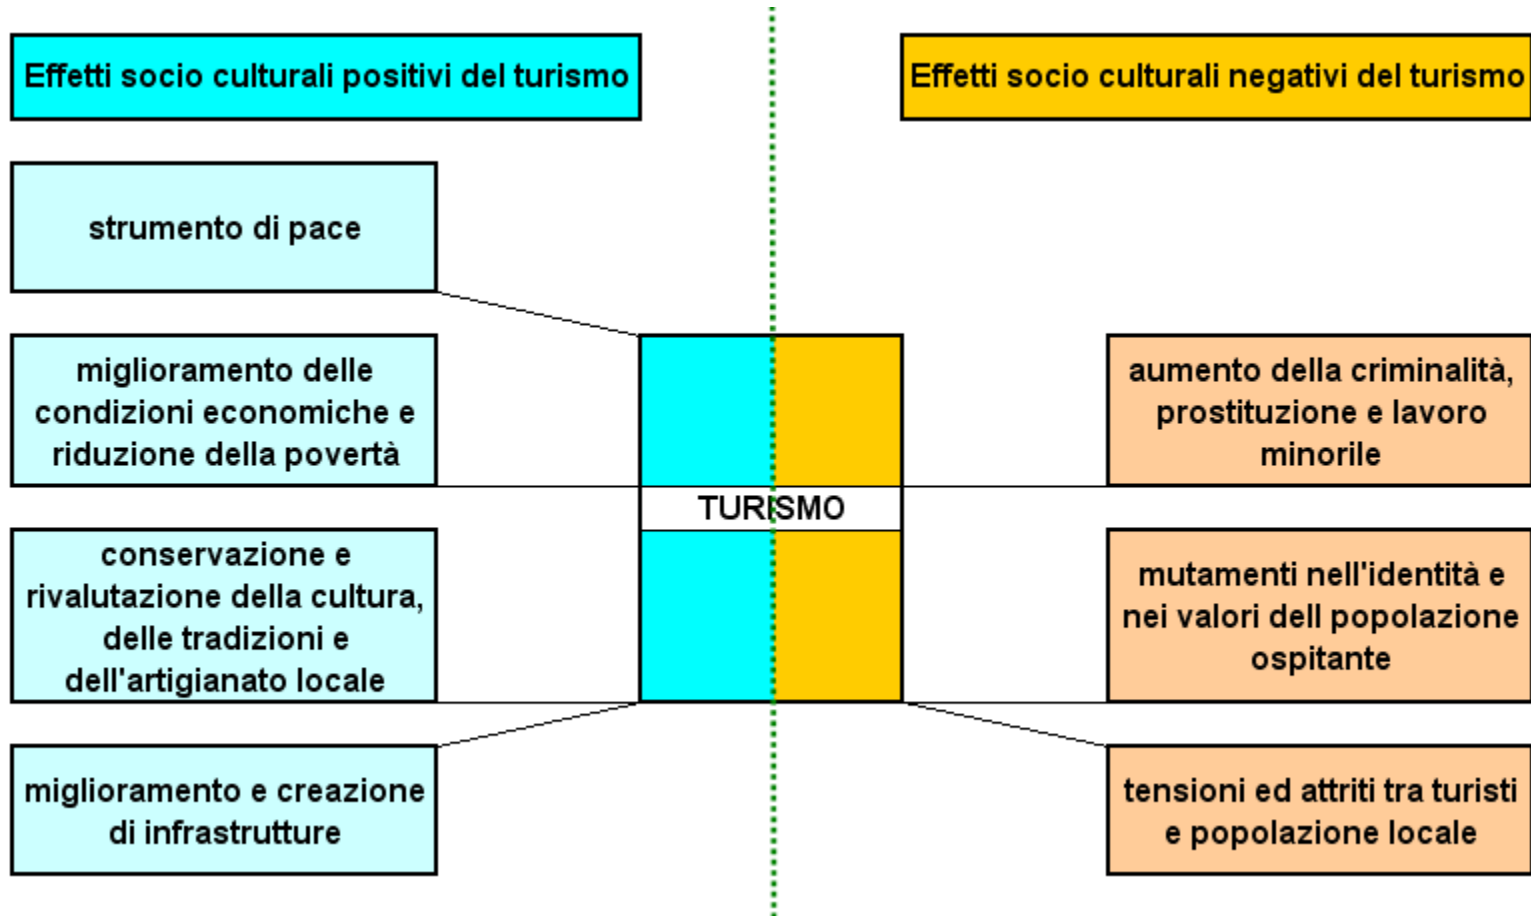 Effetti socio culturali positivi del turismo
Effetti socio culturali negativi del turismo
strumento di pace
miglioramento delle
condizioni economiche e
riduzione della povertà
aumento della criminalità,
prostituzione e lavoro
minorile
TURISMO
conservazione e
rivalutazione della cultura,
delle tradizioni e
dell'artigianato locale
mutamenti nell'identità e
nei valori dell popolazione
ospitante
miglioramento e creazione
di infrastrutture
tensioni ed attriti tra turisti
e popolazione locale